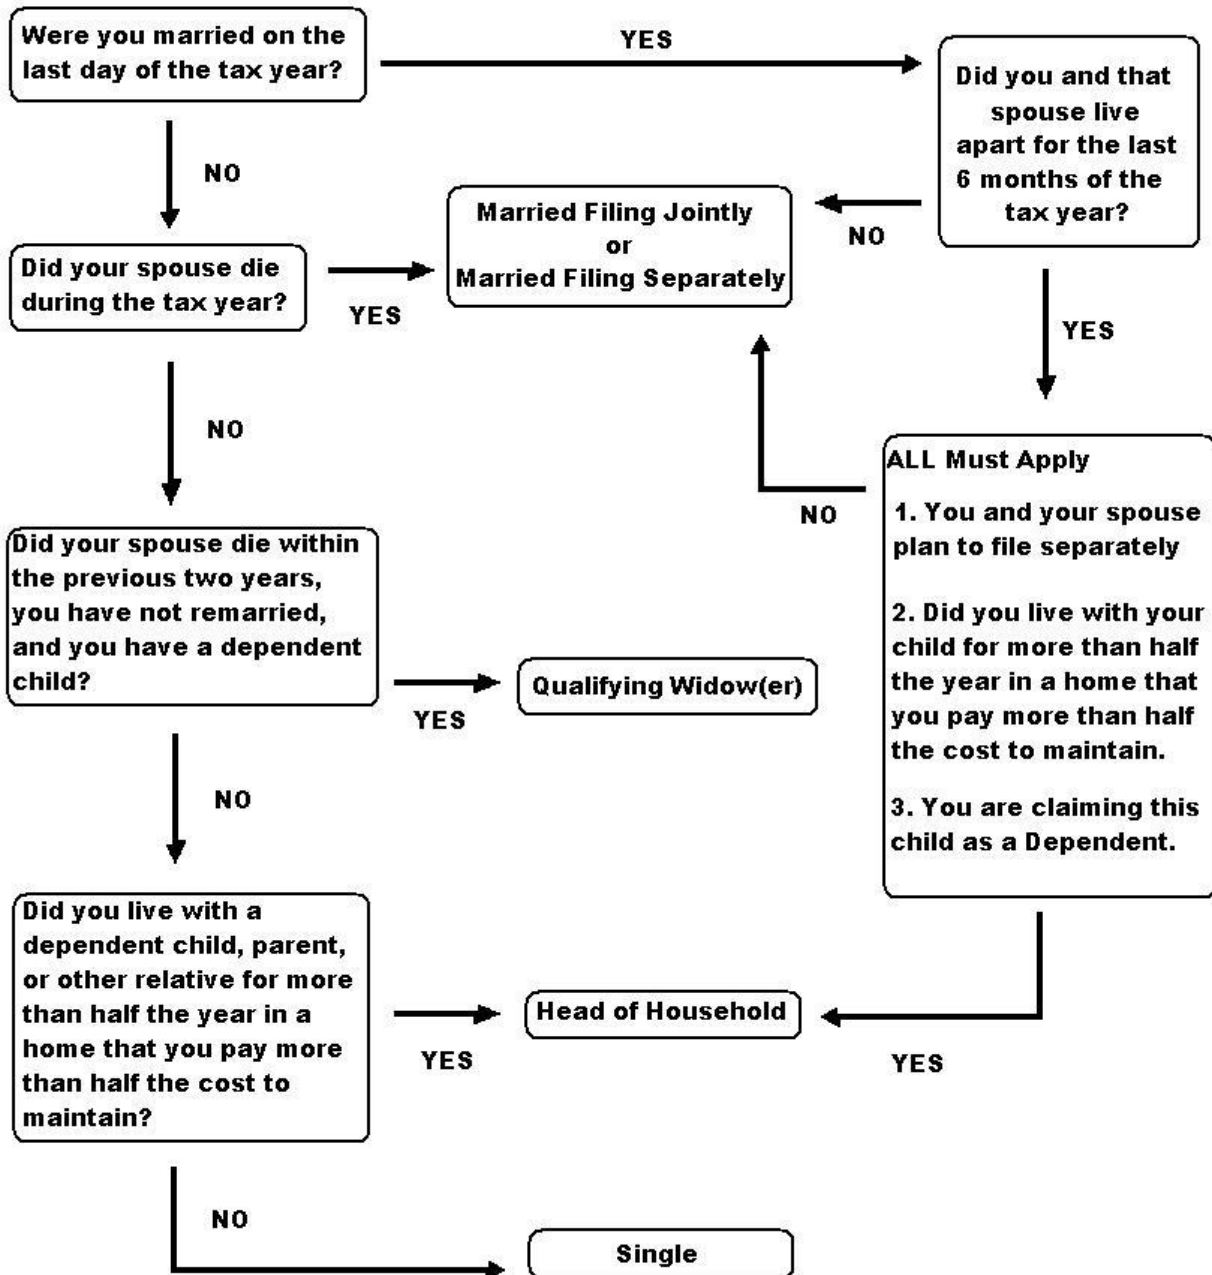 Were you married on the
last day of the tax year?
YES
Did you and that
spouse live
apart for the last
6 months of the
tax year?
NO
Married Filing Jointly
or
Married Filing Separately
NO
Did your spouse die
during the tax year?
YES
YES
NO
ALL Must Apply
1. You and your spouse
plan to file separately
2. Did you live with your
child for more than half
the year in a home that
you pay more than half
the cost to maintain.
3. You are claiming this
child as a Dependent.
NO
Did your spouse die within
the previous two years,
you have not remarried,
and you have a dependent
child?
YES
Qualifying Widow(er)
NO
Did you live with a
dependent child, parent,
or other relative for more
than half the year in a
home that you pay more
than half the cost to
maintain?
YES
Head of Household
YES
NO
Single